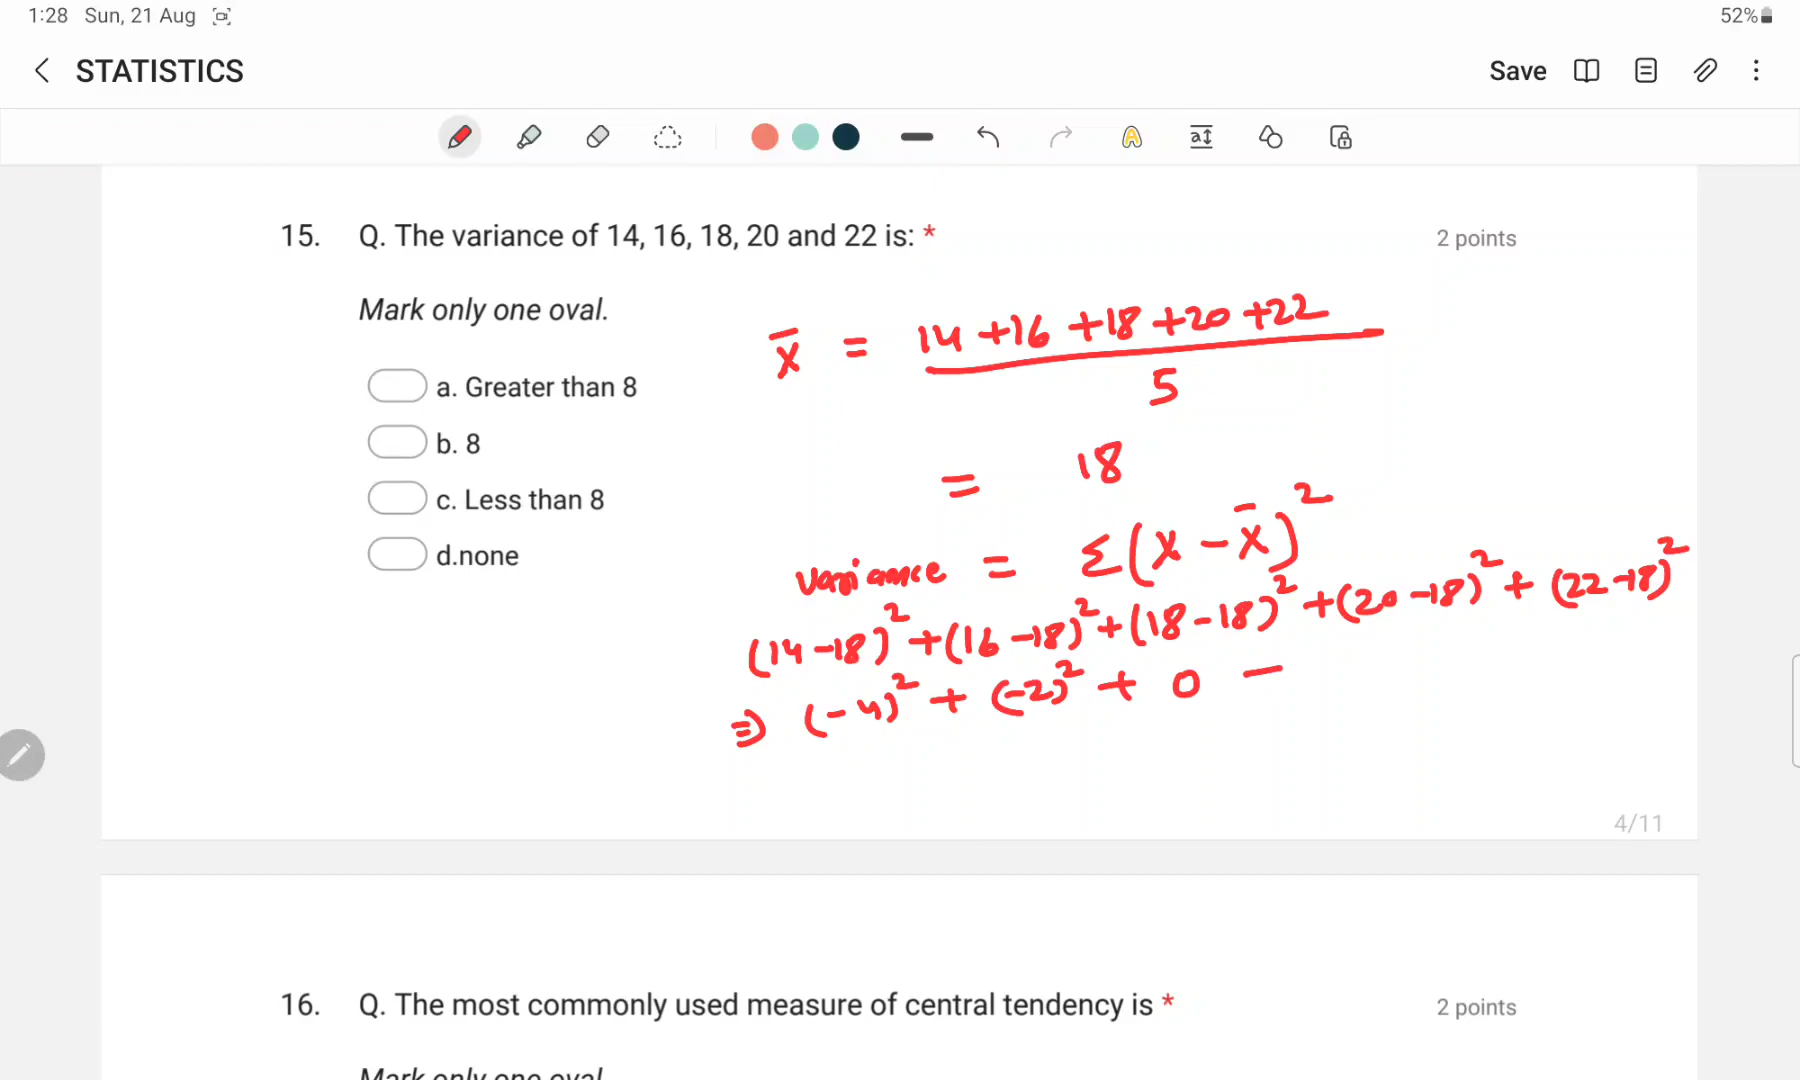 1:28 Sun, 21 Aug 52%
STATISTICS Save
15. Q. The variance of 14, 16, 18, 20 and 22 is: * 2 points
Mark only one oval.
x̄ = 14 + 16 + 18 + 20 + 22
5
a. Greater than 8
b. 8
= 18
c. Less than 8
d.none
variance = Σ(x - x̄)²
(14-18)² + (16-18)² + (18-18)² + (20-18)² + (22-18)²
⇒ (-4)² + (-2)² + 0 -
4/11
16. Q. The most commonly used measure of central tendency is * 2 points
Mark only one oval.